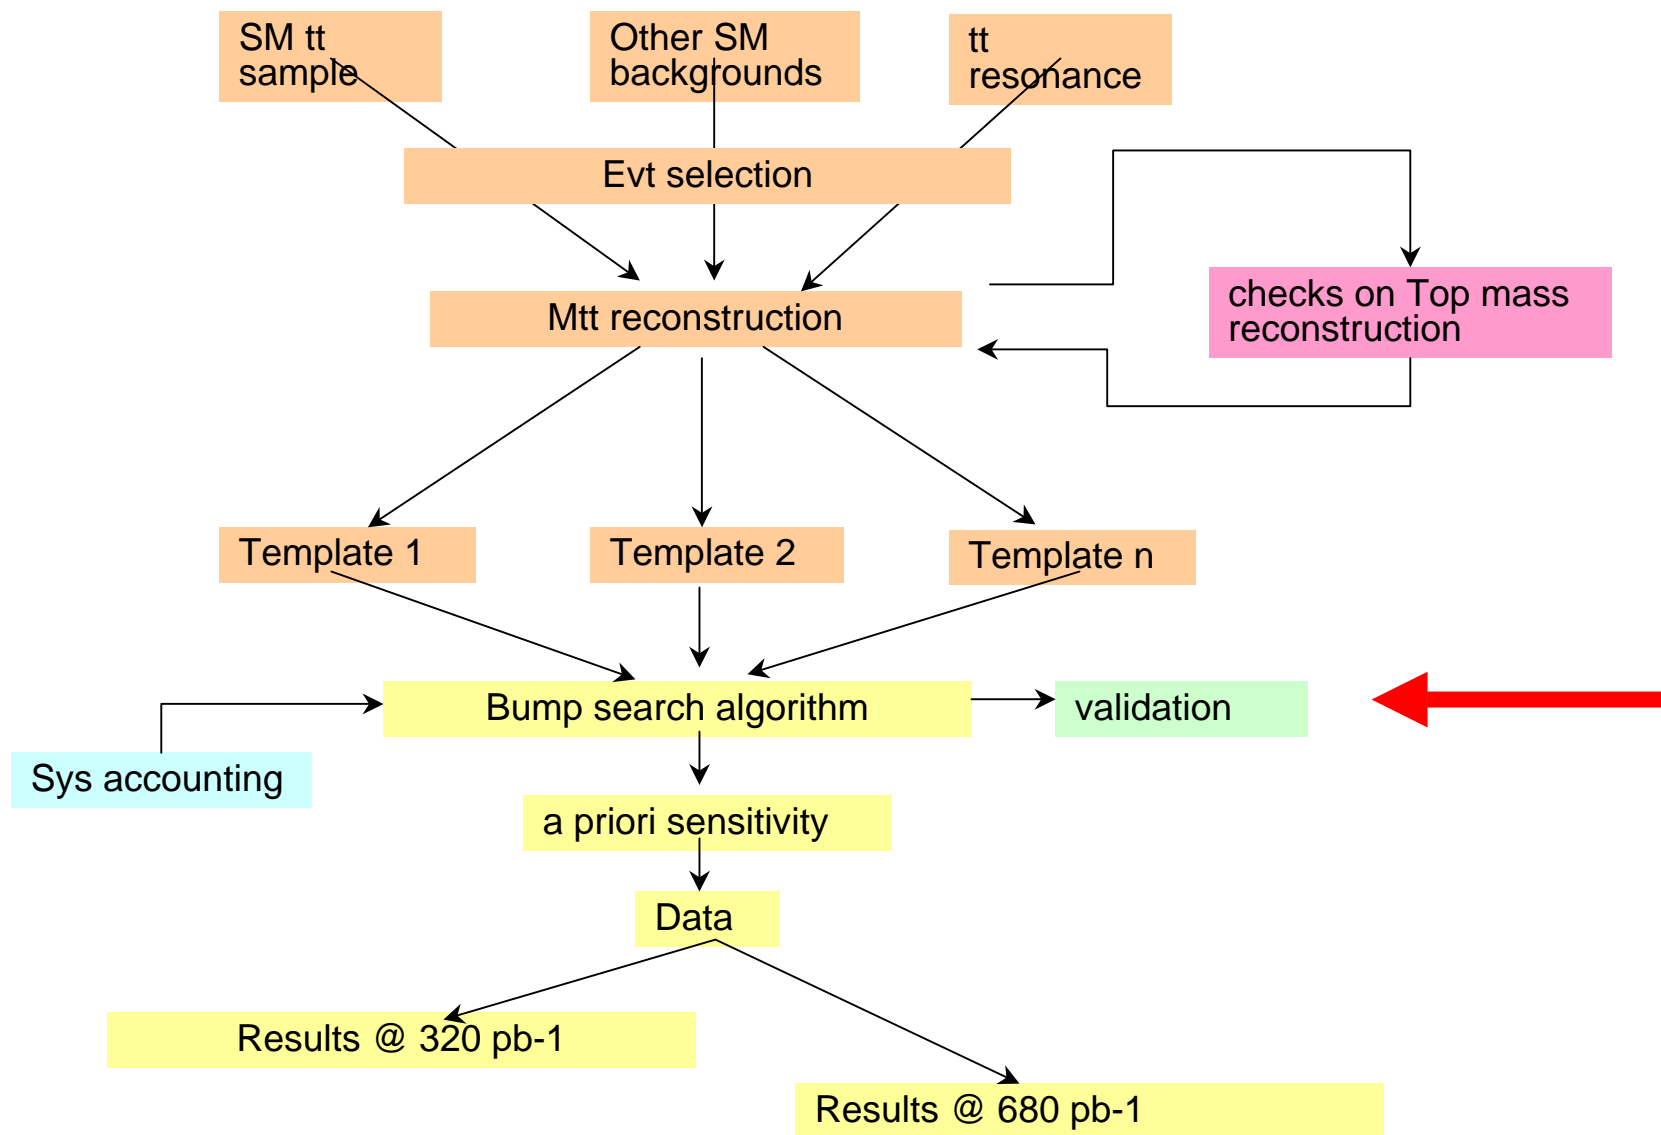 SM tt
sample
Other SM
backgrounds
tt
resonance
Evt selection
checks on Top mass
reconstruction
Mtt reconstruction
Template 1
Template 2
Template n
Bump search algorithm
validation
Sys accounting
a priori sensitivity
Data
Results @ 320 pb-1
Results @ 680 pb-1